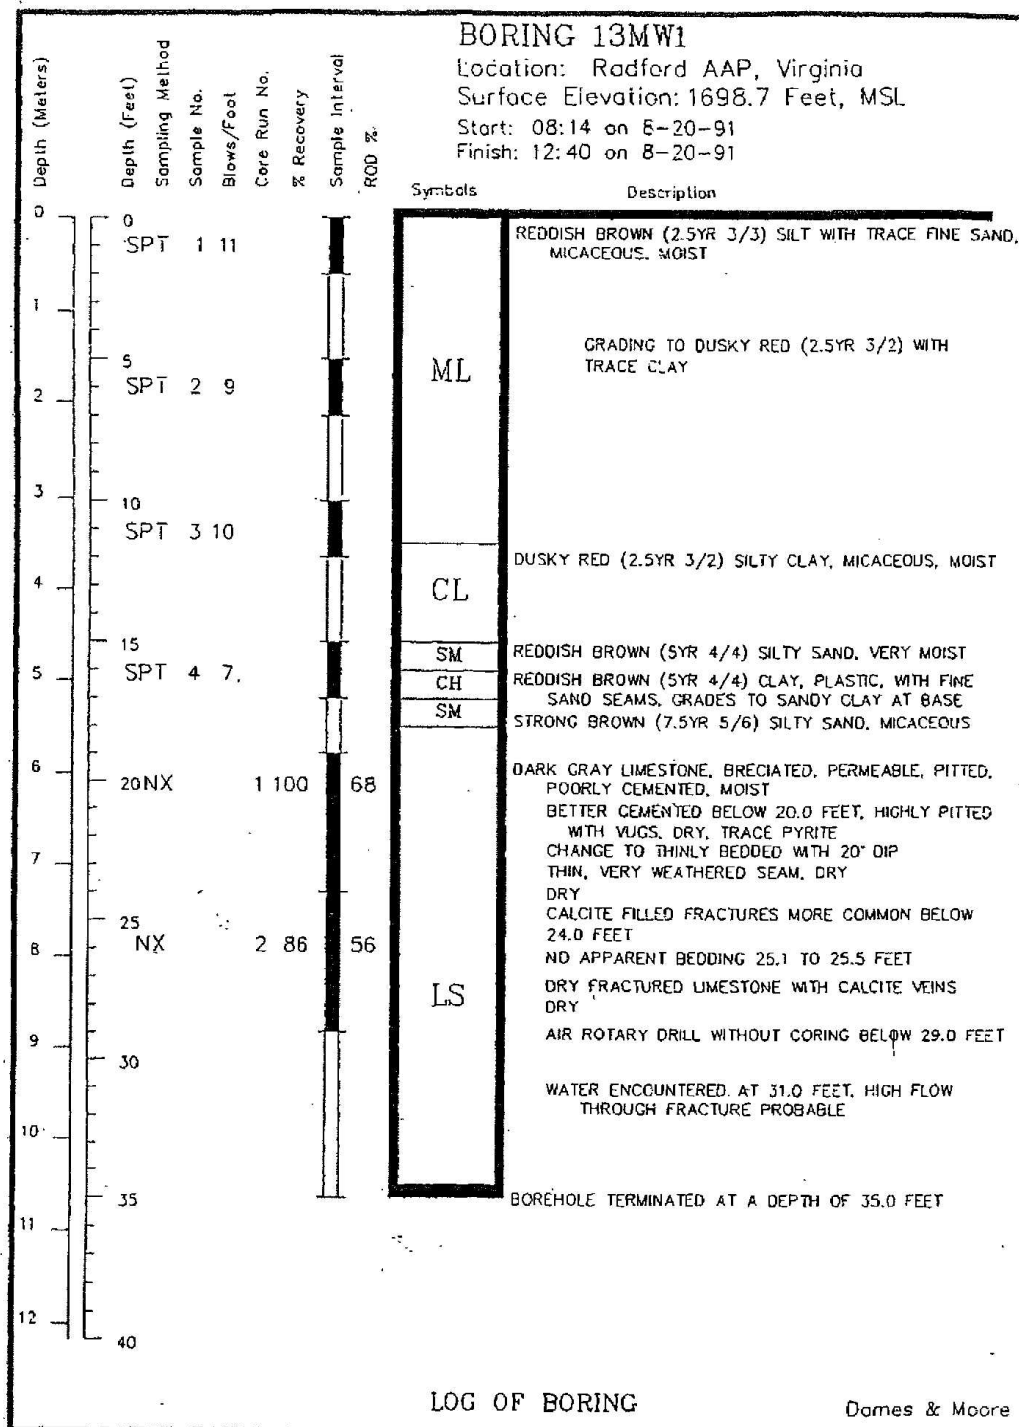 BORING 13MW1
Location: Radford AAP, Virginia
Surface Elevation: 1698.7 Feet, MSL
Start: 08:14 on 8-20-91
Finish: 12:40 on 8-20-91
Depth (Meters)
Depth (Feet)
Sampling Method
Sample No.
Blows/Foot
Core Run No.
% Recovery
Sample Interval
RQD %
Symbols Description
0
0
SPT 1 11
REDDISH BROWN (2.5YR 3/3) SILT WITH TRACE FINE SAND,
MICACEOUS, MOIST
1
GRADING TO DUSKY RED (2.5YR 3/2) WITH
TRACE CLAY
5
SPT 2 9
ML
2
3
10
SPT 3 10
DUSKY RED (2.5YR 3/2) SILTY CLAY, MICACEOUS, MOIST
4
CL
15
SM
REDDISH BROWN (5YR 4/4) SILTY SAND, VERY MOIST
5
SPT 4 7
CH
REDDISH BROWN (5YR 4/4) CLAY, PLASTIC, WITH FINE
SAND SEAMS, GRADES TO SANDY CLAY AT BASE
SM
STRONG BROWN (7.5YR 5/6) SILTY SAND, MICACEOUS
6
DARK GRAY LIMESTONE, BRECIATED, PERMEABLE, PITTED,
20 NX 1 100 68
POORLY CEMENTED, MOIST
BETTER CEMENTED BELOW 20.0 FEET, HIGHLY PITTED
WITH VUGS, DRY, TRACE PYRITE
7
CHANGE TO THINLY BEDDED WITH 20° DIP
THIN, VERY WEATHERED SEAM, DRY
DRY
25
CALCITE FILLED FRACTURES MORE COMMON BELOW
24.0 FEET
8
NX 2 86 56
NO APPARENT BEDDING 25.1 TO 25.5 FEET
LS
DRY FRACTURED LIMESTONE WITH CALCITE VEINS
DRY
9
AIR ROTARY DRILL WITHOUT CORING BELOW 29.0 FEET
30
WATER ENCOUNTERED AT 31.0 FEET, HIGH FLOW
THROUGH FRACTURE PROBABLE
10
35
BOREHOLE TERMINATED AT A DEPTH OF 35.0 FEET
11
12
40
LOG OF BORING
Dames & Moore